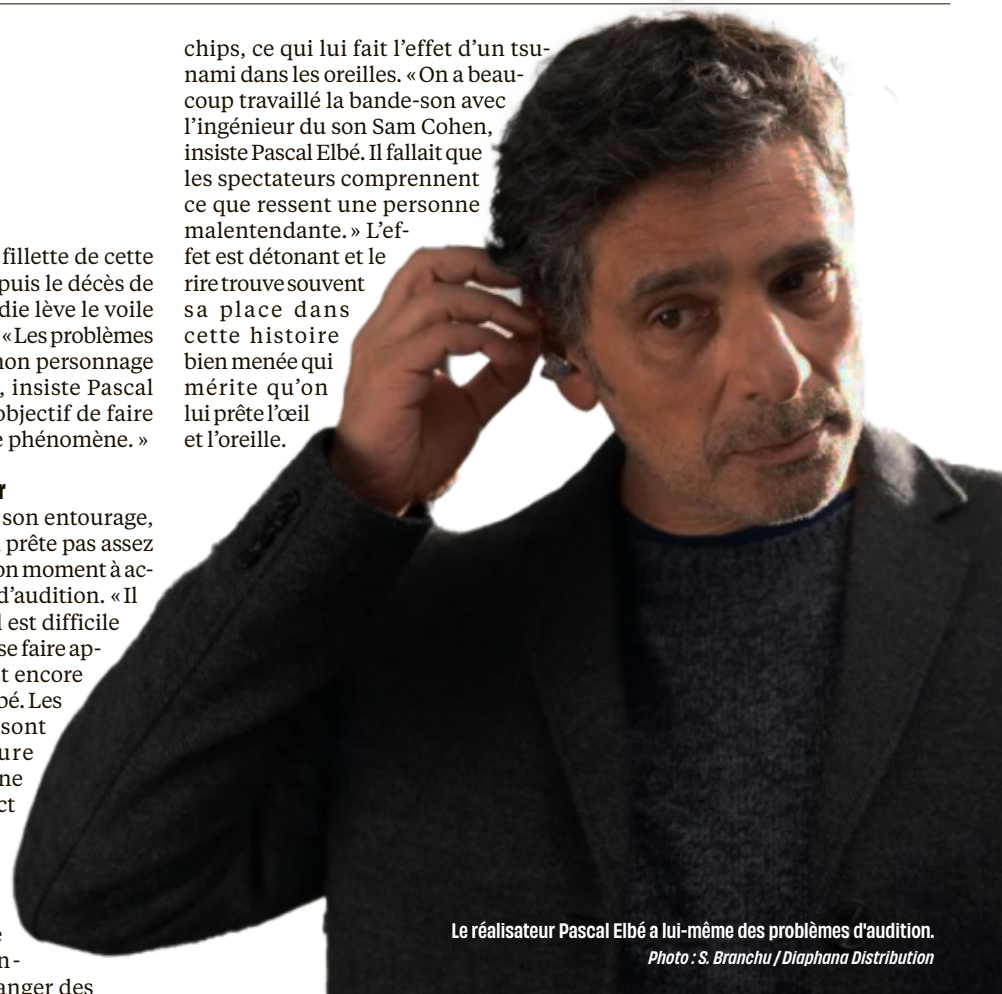 fillette de cette
puis le décès de
die lève le voile
«Les problèmes
non personnage
, insiste Pascal
objectif de faire
e phénomène. »
r
son entourage,
prête pas assez
on moment à ac-
d’audition. «Il
l est difficile
se faire ap-
st encore
bé. Les
sont
ure
ne
ct
e
n-
anger des
chips, ce qui lui fait l’effet d’un tsu-
nami dans les oreilles. «On a beau-
coup travaillé la bande-son avec
l’ingénieur du son Sam Cohen,
insiste Pascal Elbé. Il fallait que
les spectateurs comprennent
ce que ressent une personne
malentendante. » L’ef-
fet est détonant et le
rire trouve souvent
sa place dans
cette histoire
bien menée qui
mérite qu’on
lui prête l’œil
et l’oreille.
Le réalisateur Pascal Elbé a lui-même des problèmes d'audition.
Photo : S. Branchu / Diaphana Distribution